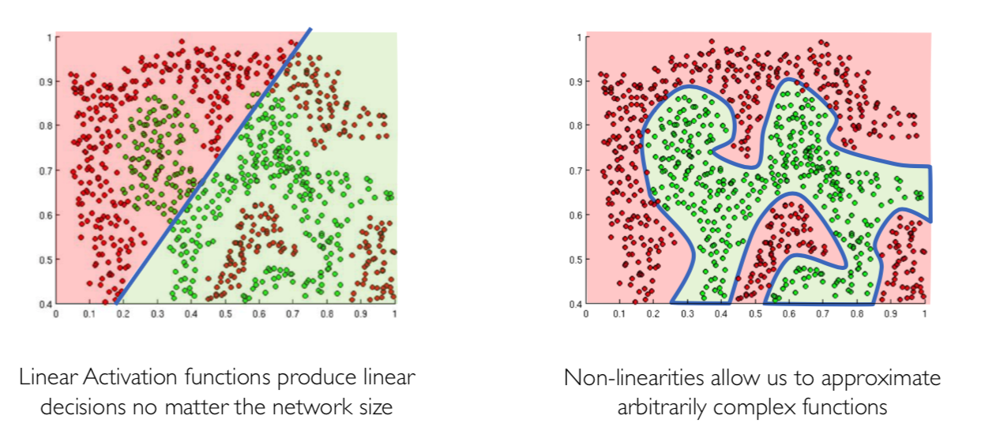 1
0.9
0.8
0.7
0.6
0.5
0.4
0 0.1 0.2 0.3 0.4 0.5 0.6 0.7 0.8 0.9 1
Linear Activation functions produce linear
decisions no matter the network size
1
0.9
0.8
0.7
0.6
0.5
0.4
0 0.1 0.2 0.3 0.4 0.5 0.6 0.7 0.8 0.9 1
Non-linearities allow us to approximate
arbitrarily complex functions